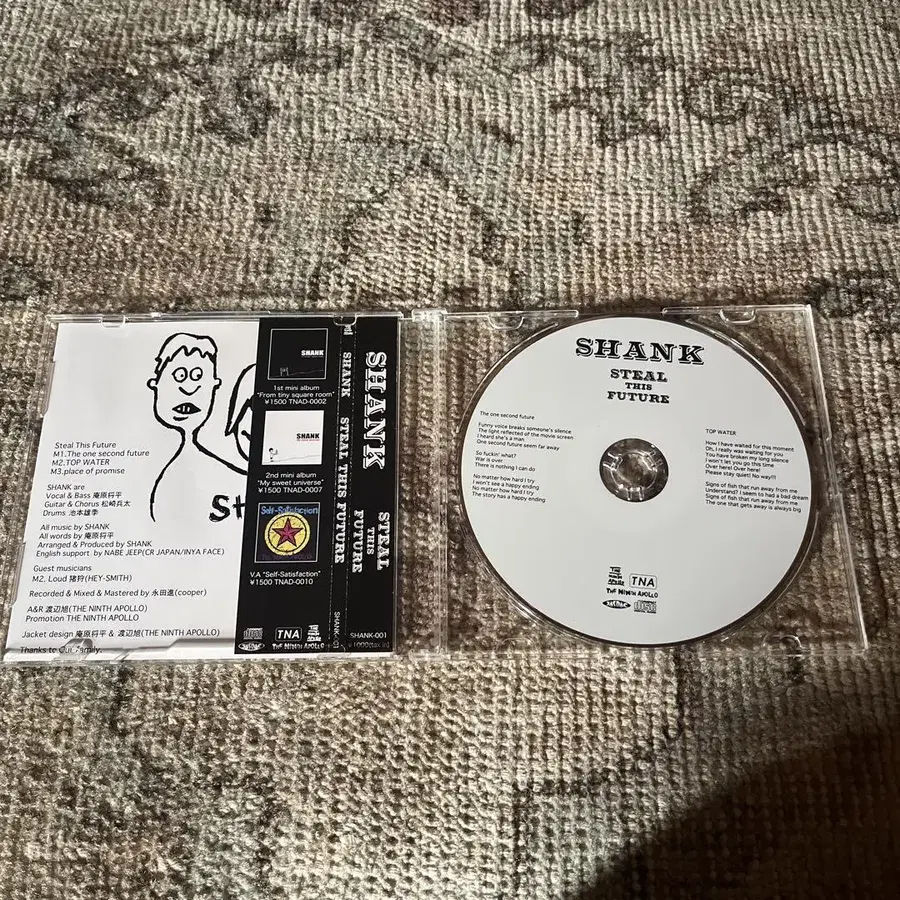 Steal This Future
M1.The one second future
M2.TOP WATER
M3.place of promise
SHANK are
Vocal & Bass 庵原将平
Guitar & Chorus 松崎兵太
Drums 池本雄季
All music by SHANK
All words by 庵原将平
Arranged & Produced by SHANK
English support by NABE JEEP(CR JAPAN/INYA FACE)
Guest musicians
M2. Loud 猪狩(HEY-SMITH)
Recorded & Mixed & Mastered by 永田進(cooper)
A&R 渡辺旭(THE NINTH APOLLO)
Promotion THE NINTH APOLLO
Jacket design 庵原将平 & 渡辺旭(THE NINTH APOLLO)
Thanks to Our Family.
SHANK
1st mini album
"From tiny square room"
¥1500 TNAD-0002
SHANK
2nd mini album
"My sweet universe"
¥1500 TNAD-0007
Self-Satisfaction
V.A "Self-Satisfaction"
¥1500 TNAD-0010
TNA
THE NINTH APOLLO
THE NINTH APOLLO
SHANK STEAL THIS FUTURE
SHANK
STEAL
THIS
FUTURE
SHANK-001
¥1000(tax in)
SHANK
STEAL
THIS
FUTURE
The one second future
Funny voice breaks someone's silence
The light reflected of the movie screen
I heard she's a man
One second future seem far away
So fuckin' what?
War is over
There is nothing I can do
No matter how hard I try
I won't see a happy ending
No matter how hard I try
The story has a happy ending
TOP WATER
How I have waited for this moment
Oh, I really was waiting for you
You have broken my long silence
I won't let you go this time
Over here! Over here!
Please stay quiet! No way!!!
Signs of fish that run away from me
Understand? I seem to had a bad dream
Signs of fish that run away from me
The one that gets away is always big
THE NINTH APOLLO
TNA
THE NINTH APOLLO